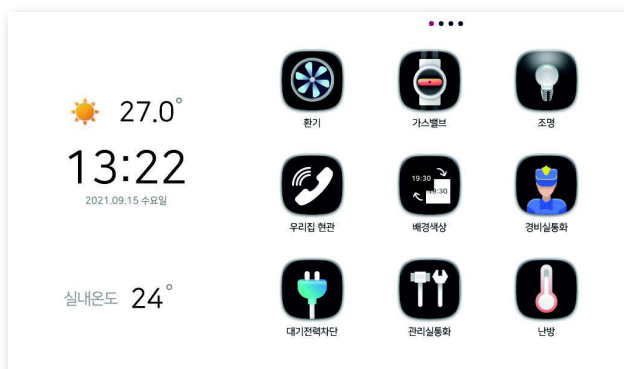 27.0°
13:22
2021.09.15 수요일
실내온도 24°
환기
가스밸브
조명
우리집 현관
19:30
19:30
배경색상
경비실통화
대기전력차단
관리실통화
난방